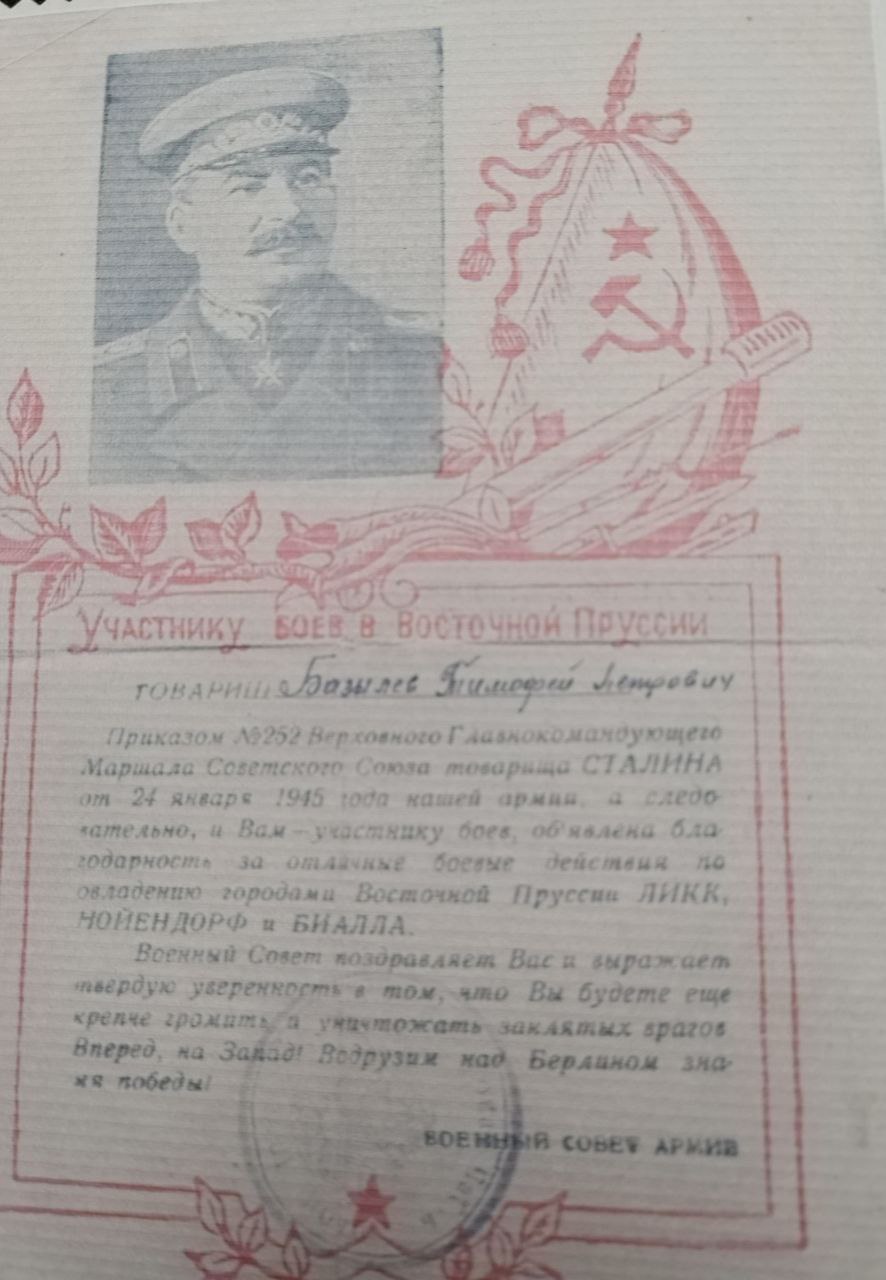 Участнику боев в Восточной Пруссии
ТОВАРИЩ Базылев Тимофей Петрович
Приказом №252 Верховного Главнокомандующего
Маршала Советского Союза товарища СТАЛИНА
от 24 января 1945 года нашей армии, а следо-
вательно, и Вам – участнику боев, об'явлена бла-
годарность за отличные боевые действия по
овладению городами Восточной Пруссии ЛИКК,
НОЙЕНДОРФ и БИАЛЛА.
Военный Совет поздравляет Вас и выражает
твердую уверенность в том, что Вы будете еще
крепче громить и уничтожать заклятых врагов
Вперед, на Запад! Водрузим над Берлином зна-
мя победы!
ВОЕННЫЙ СОВЕТ АРМИИ